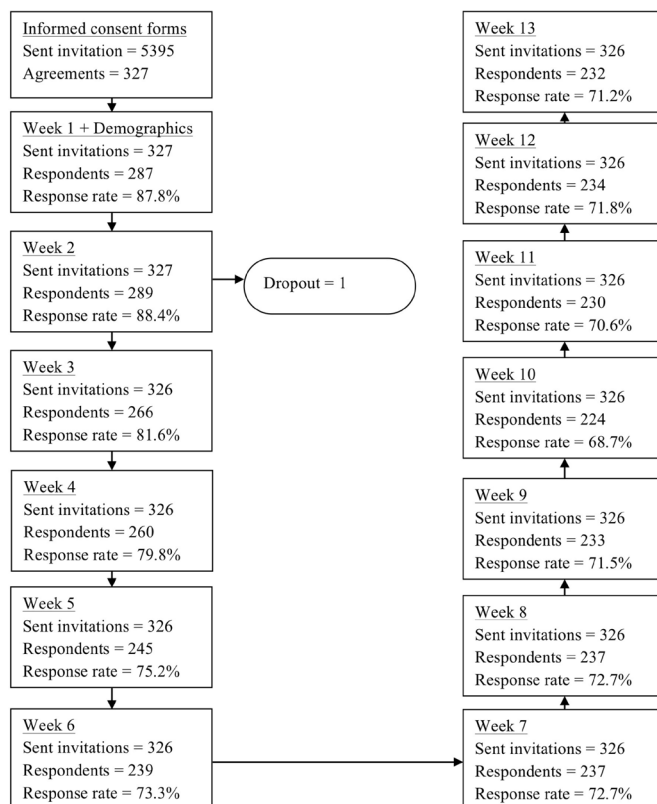 Informed consent forms
Sent invitation = 5395
Agreements = 327
Week 1 + Demographics
Sent invitations = 327
Respondents = 287
Response rate = 87.8%
Week 2
Sent invitations = 327
Respondents = 289
Response rate = 88.4%
Dropout = 1
Week 3
Sent invitations = 326
Respondents = 266
Response rate = 81.6%
Week 4
Sent invitations = 326
Respondents = 260
Response rate = 79.8%
Week 5
Sent invitations = 326
Respondents = 245
Response rate = 75.2%
Week 6
Sent invitations = 326
Respondents = 239
Response rate = 73.3%
Week 7
Sent invitations = 326
Respondents = 237
Response rate = 72.7%
Week 8
Sent invitations = 326
Respondents = 237
Response rate = 72.7%
Week 9
Sent invitations = 326
Respondents = 233
Response rate = 71.5%
Week 10
Sent invitations = 326
Respondents = 224
Response rate = 68.7%
Week 11
Sent invitations = 326
Respondents = 230
Response rate = 70.6%
Week 12
Sent invitations = 326
Respondents = 234
Response rate = 71.8%
Week 13
Sent invitations = 326
Respondents = 232
Response rate = 71.2%